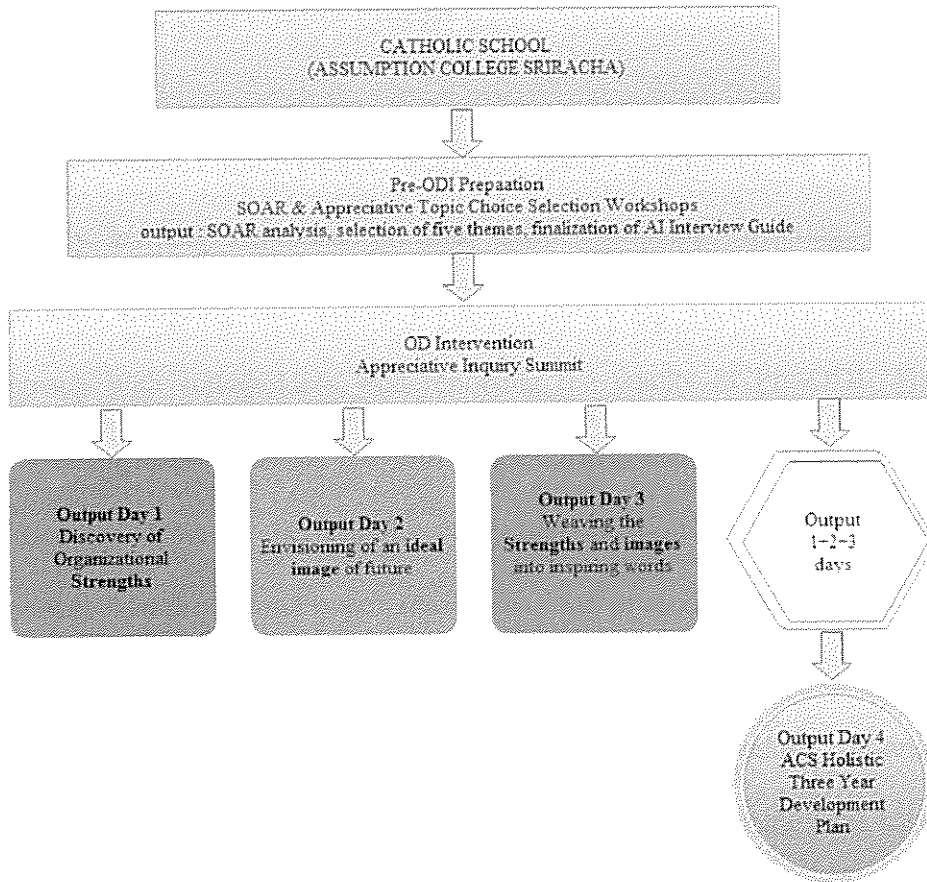 CATHOLIC SCHOOL
(ASSUMPTION COLLEGE SRIRACHA)
Pre-ODI Prepaation
SOAR & Appreciative Topic Choice Selection Workshops
output : SOAR analysis, selection of five themes, finalization of AI Interview Guide
OD Intervention
Appreciative Inquiry Summit
Output Day 1
Discovery of
Organizational
Strengths
Output Day 2
Envisioning of an ideal
image of future
Output Day 3
Weaving the
Strengths and images
into inspiring words
Output
1+2+3
days
Output Day 4
ACS Holistic
Three Year
Development
Plan